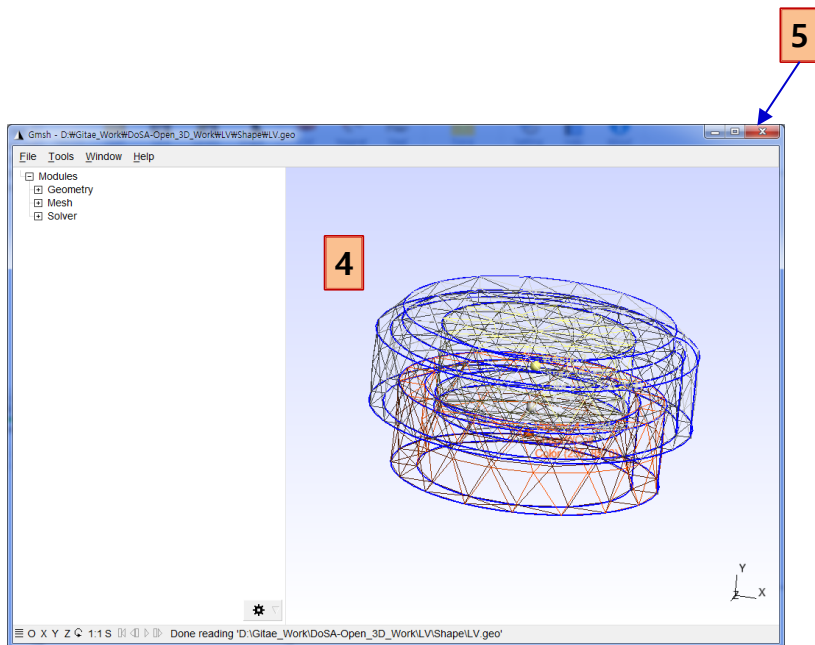 5
Gmsh - D:₩Gitae_Work₩DoSA-Open_3D_Work₩LV₩Shape₩LV.geo
File Tools Window Help
Modules
Geometry
Mesh
Solver
4
Y
X
Z
O X Y Z 1:1 S Done reading 'D:\Gitae_Work\DoSA-Open_3D_Work\LV\Shape\LV.geo'